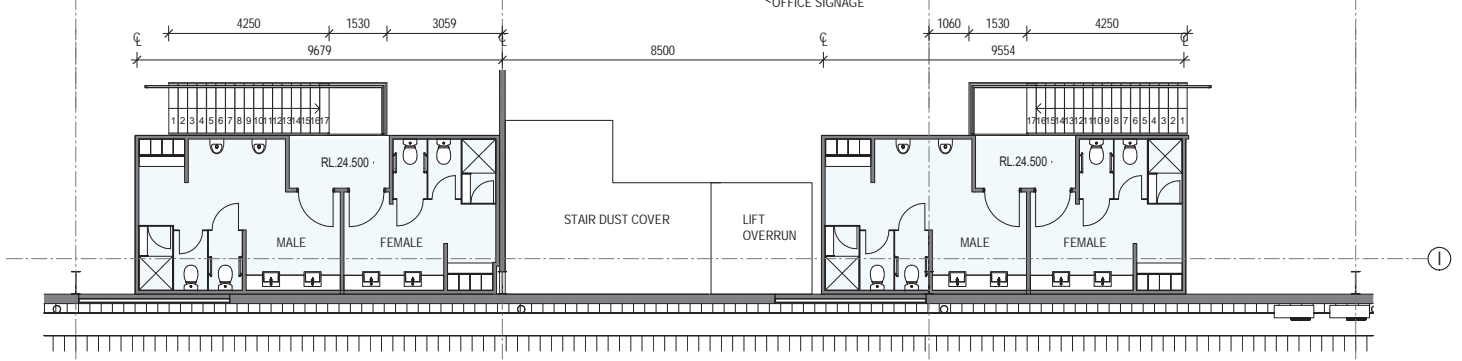 OFFICE SIGNAGE
4250 1530 3059 1060 1530 4250
℄ ℄ ℄ ℄
9679 8500 9554
1 2 3 4 5 6 7 8 9 10 11 12 13 14 15 16 17
17 16 15 14 13 12 11 10 9 8 7 6 5 4 3 2 1
RL.24.500
RL.24.500
STAIR DUST COVER
LIFT
OVERRUN
MALE FEMALE
MALE FEMALE
I